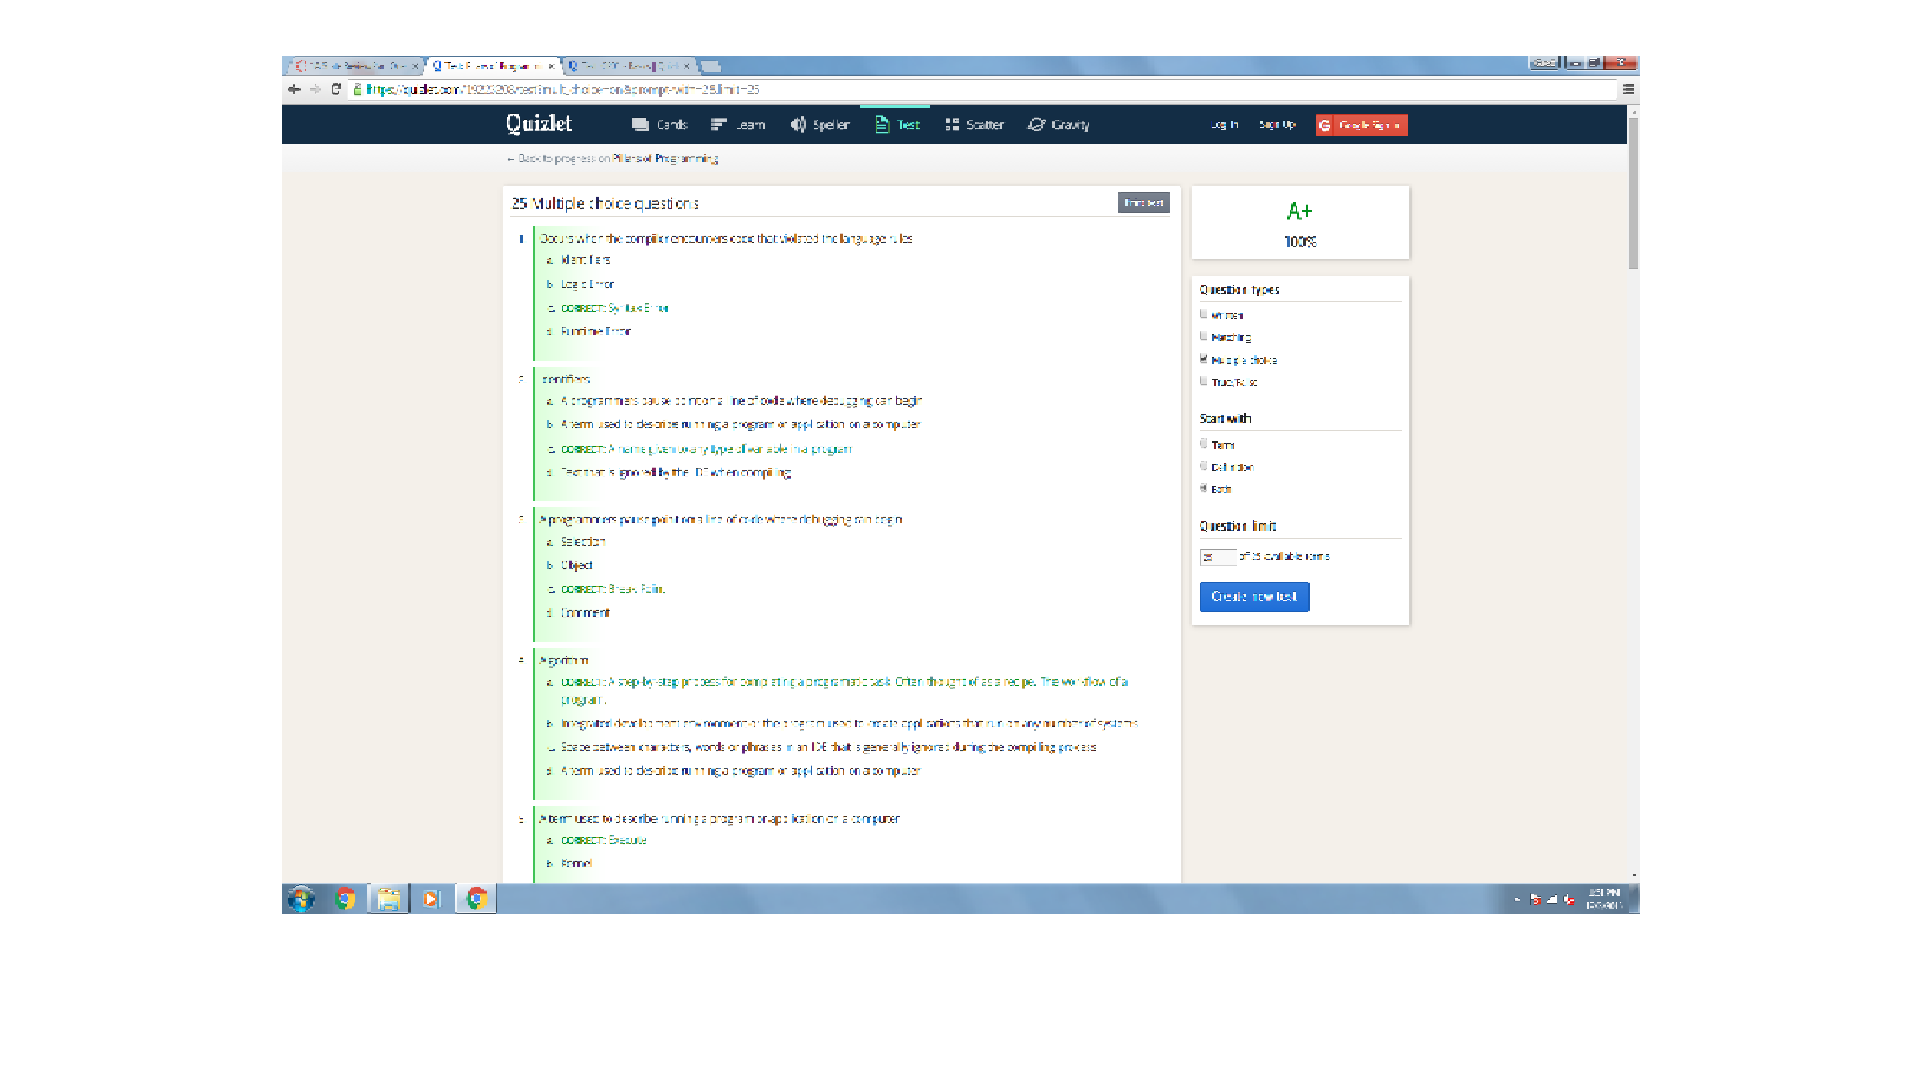 Quizlet
Cards Learn Speller Test Scatter Gravity
Log In Sign Up
← Back to progress on Pillars of Programming
25 Multiple choice questions
Print test
1 Occurs when the compilier encounters code that violated the language rules
a. Identifiers
b. Logic Error
c. CORRECT: Syntax Error
d. Runtime Error
2 Identifiers
a. A programmers pause point on a line of code where debugging can begin
b. A term used to describe running a program or application on a computer
c. CORRECT: A name given to any type of variable in a program
d. Text that is ignored by the IDE when compiling
3 A programmers pause point on a line of code where debugging can begin
a. Selection
b. Object
c. CORRECT: Break Point
d. Comment
4 Algorithm
a. CORRECT: A step-by-step process for completing a programatic task. Often thought of as a recipe. The workflow of a
program.
b. Integrated development environment or the program used to create applications that run on any number of systems
c. Space between characters, words or phrases in an IDE that is generally ignored during the compiling process
d. A term used to describe running a program or application on a computer
5 A term used to describe running a program or application on a computer
a. CORRECT: Execute
b. Kernel
A+
100%
Question types
Written
Matching
Multiple choice
True/False
Start with
Term
Definition
Both
Question limit
25 of 25 available terms
Create new test